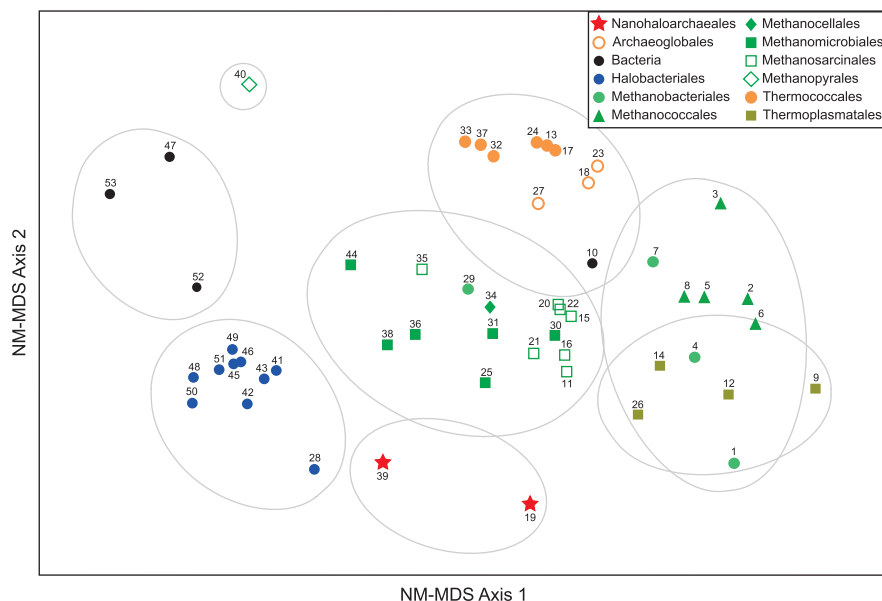 Nanohaloarchaeales
Archaeoglobales
Bacteria
Halobacteriales
Methanobacteriales
Methanococcales
Methanocellales
Methanomicrobiales
Methanosarcinales
Methanopyrales
Thermococcales
Thermoplasmatales
40
47
53
52
33 37 32 24 13 17
23
18
27
10
3
7
8 5 2
6
44
35
29
34
20 22 15
38 36 31 30
21 16
11
25
14 4 12 9
26
1
49
48 51 46 41
45 43
50 42
28
39
19
NM-MDS Axis 2
NM-MDS Axis 1